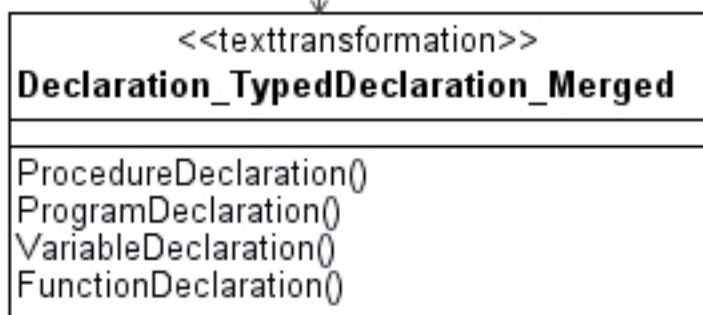 <<texttransformation>>
Declaration_TypedDeclaration_Merged
ProcedureDeclaration()
ProgramDeclaration()
VariableDeclaration()
FunctionDeclaration()